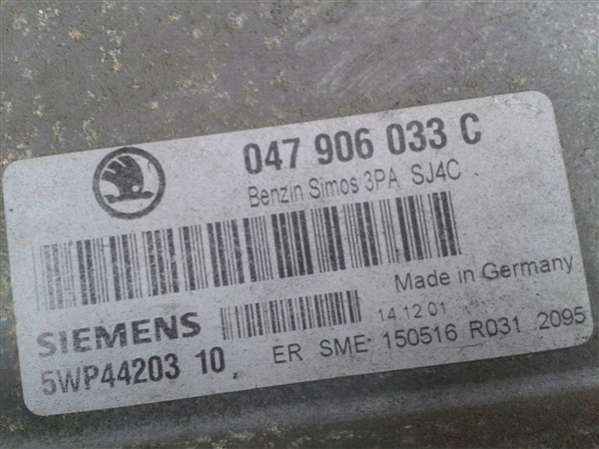 047 906 033 C
Benzin Simos 3PA SJ4C
Made in Germany
SIEMENS 14.12.01
5WP44203 10 ER SME 150516 R031 2095